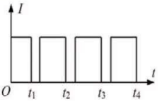 I
O t₁ t₂ t₃ t₄ t